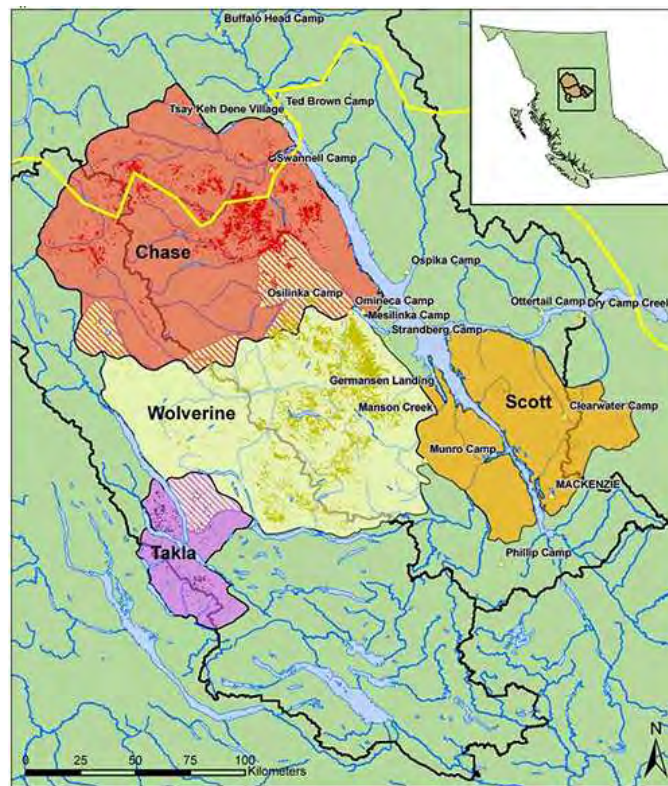 Buffalo Head Camp
Ted Brown Camp
Tsay Keh Dene Village
Swannell Camp
Chase
Ospika Camp
Osilinka Camp
Omineca Camp
Ottertail Camp
Dry Camp Creek
Mesilinka Camp
Strandberg Camp
Germansen Landing
Wolverine
Scott
Manson Creek
Clearwater Camp
Munro Camp
MACKENZIE
Takla
Phillip Camp
0 25 50 75 100
Kilometers
N